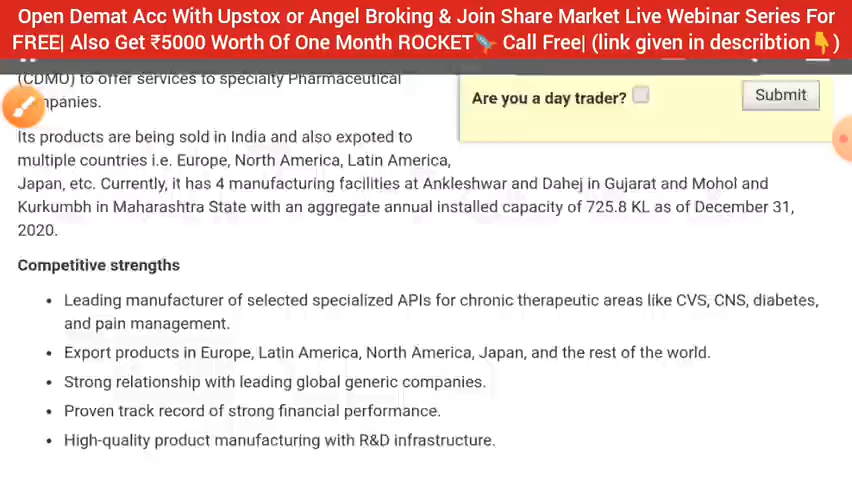 Open Demat Acc With Upstox or Angel Broking & Join Share Market Live Webinar Series For
FREE| Also Get ₹5000 Worth Of One Month ROCKET🚀 Call Free| (link given in describtion👇)
(CDMO) to offer services to specialty Pharmaceutical
mpanies.
Are you a day trader?
Submit
Its products are being sold in India and also expoted to
multiple countries i.e. Europe, North America, Latin America,
Japan, etc. Currently, it has 4 manufacturing facilities at Ankleshwar and Dahej in Gujarat and Mohol and
Kurkumbh in Maharashtra State with an aggregate annual installed capacity of 725.8 KL as of December 31,
2020.
Competitive strengths
• Leading manufacturer of selected specialized APIs for chronic therapeutic areas like CVS, CNS, diabetes,
and pain management.
• Export products in Europe, Latin America, North America, Japan, and the rest of the world.
• Strong relationship with leading global generic companies.
• Proven track record of strong financial performance.
• High-quality product manufacturing with R&D infrastructure.